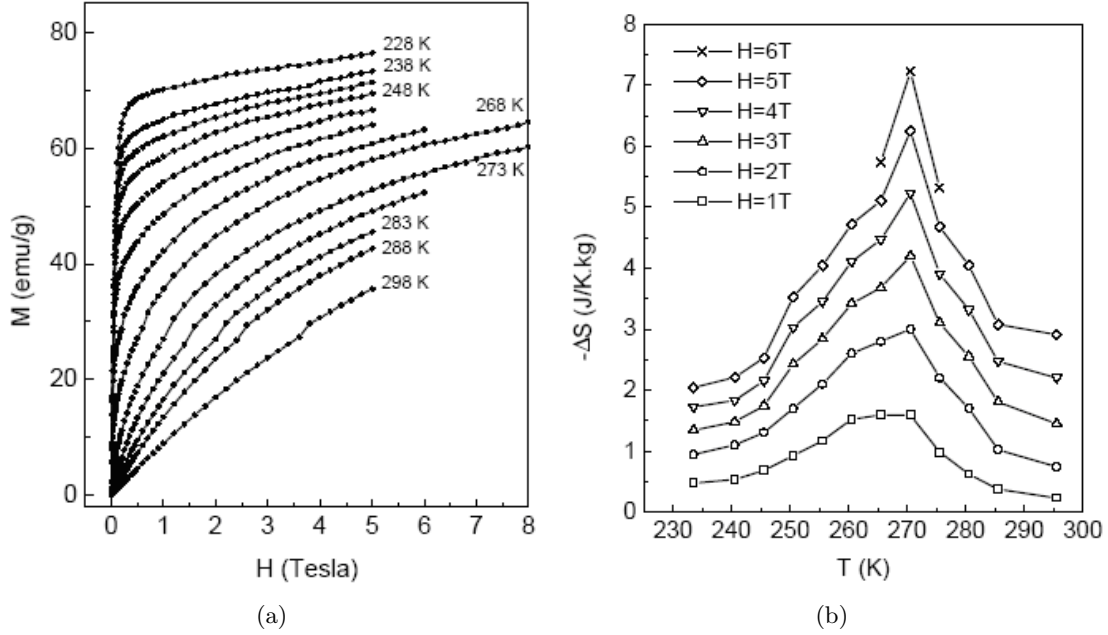 80
60
40
20
0
M (emu/g)
228 K
238 K
248 K
268 K
273 K
283 K
288 K
298 K
0 1 2 3 4 5 6 7 8
H (Tesla)
(a)
8
7
6
5
4
3
2
1
0
-ΔS (J/K.kg)
H=6T
H=5T
H=4T
H=3T
H=2T
H=1T
230 240 250 260 270 280 290 300
T (K)
(b)